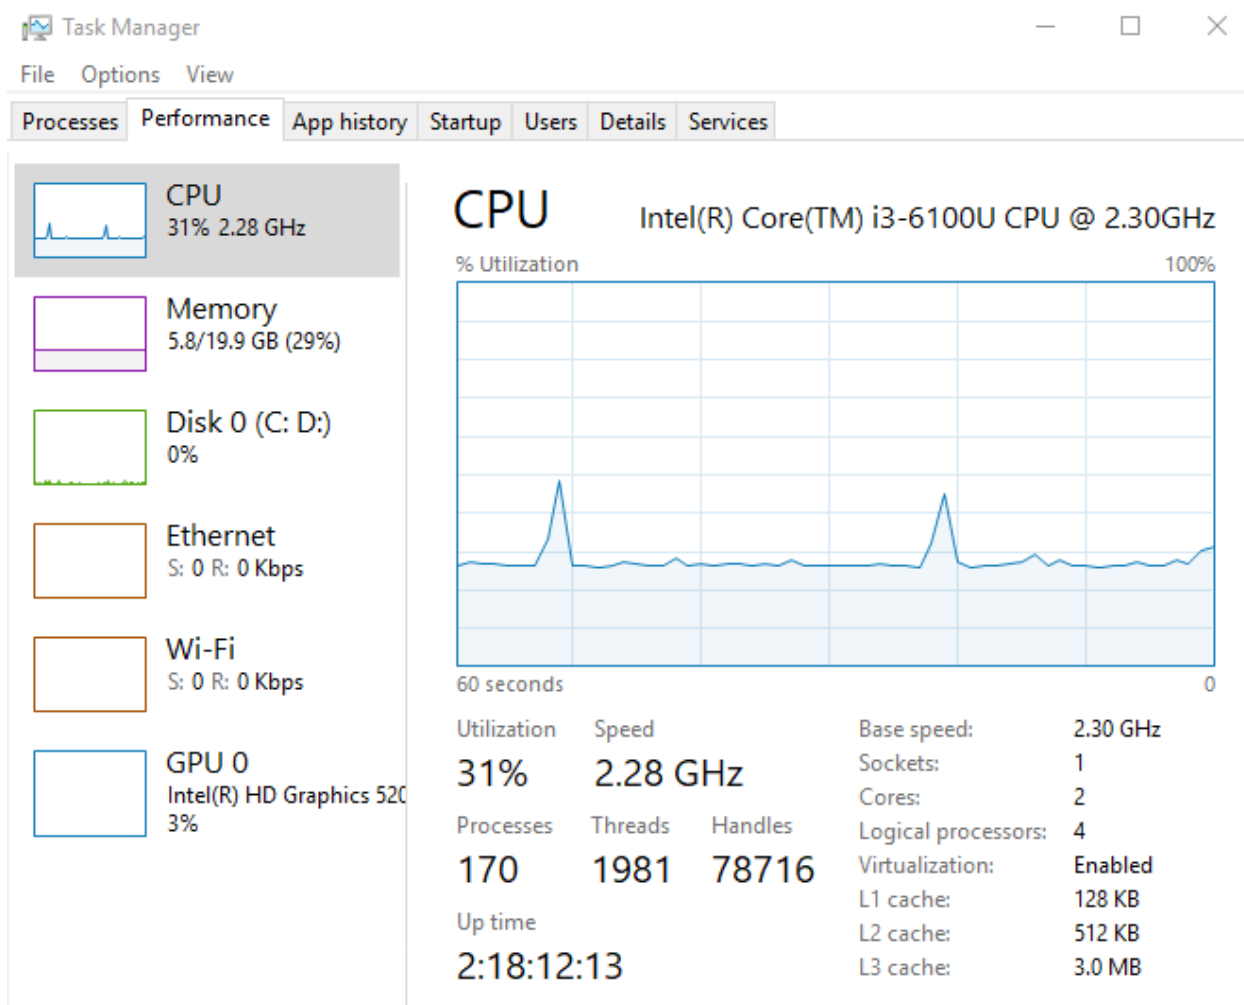 Task Manager
File Options View
Processes Performance App history Startup Users Details Services
CPU
31% 2.28 GHz
Memory
5.8/19.9 GB (29%)
Disk 0 (C: D:)
0%
Ethernet
S: 0 R: 0 Kbps
Wi-Fi
S: 0 R: 0 Kbps
GPU 0
Intel(R) HD Graphics 520
3%
CPU Intel(R) Core(TM) i3-6100U CPU @ 2.30GHz
% Utilization 100%
60 seconds 0
Utilization Speed
31% 2.28 GHz
Processes Threads Handles
170 1981 78716
Up time
2:18:12:13
Base speed: 2.30 GHz
Sockets: 1
Cores: 2
Logical processors: 4
Virtualization: Enabled
L1 cache: 128 KB
L2 cache: 512 KB
L3 cache: 3.0 MB